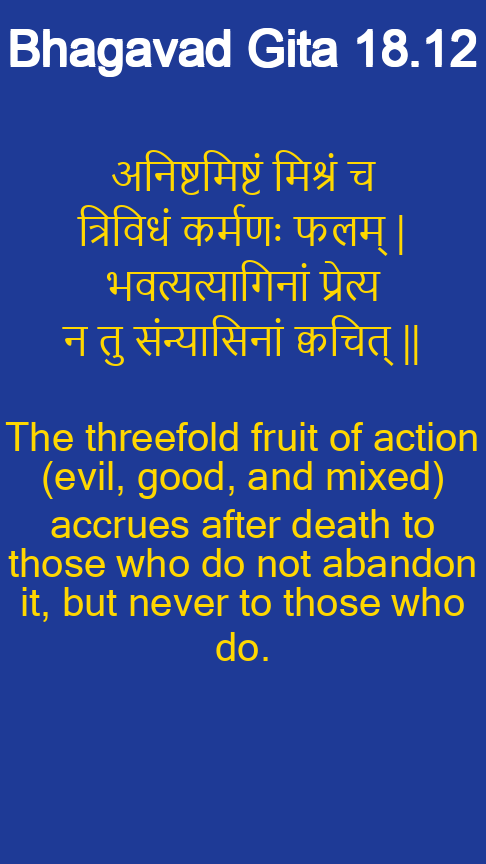 Bhagavad Gita 18.12
अनिष्टमिष्टं मिश्रं च
त्रिविधं कर्मणः फलम् |
भवत्यत्यागिनां प्रेत्य
न तु संन्यासिनां क्वचित् ||
The threefold fruit of action
(evil, good, and mixed)
accrues after death to
those who do not abandon
it, but never to those who
do.